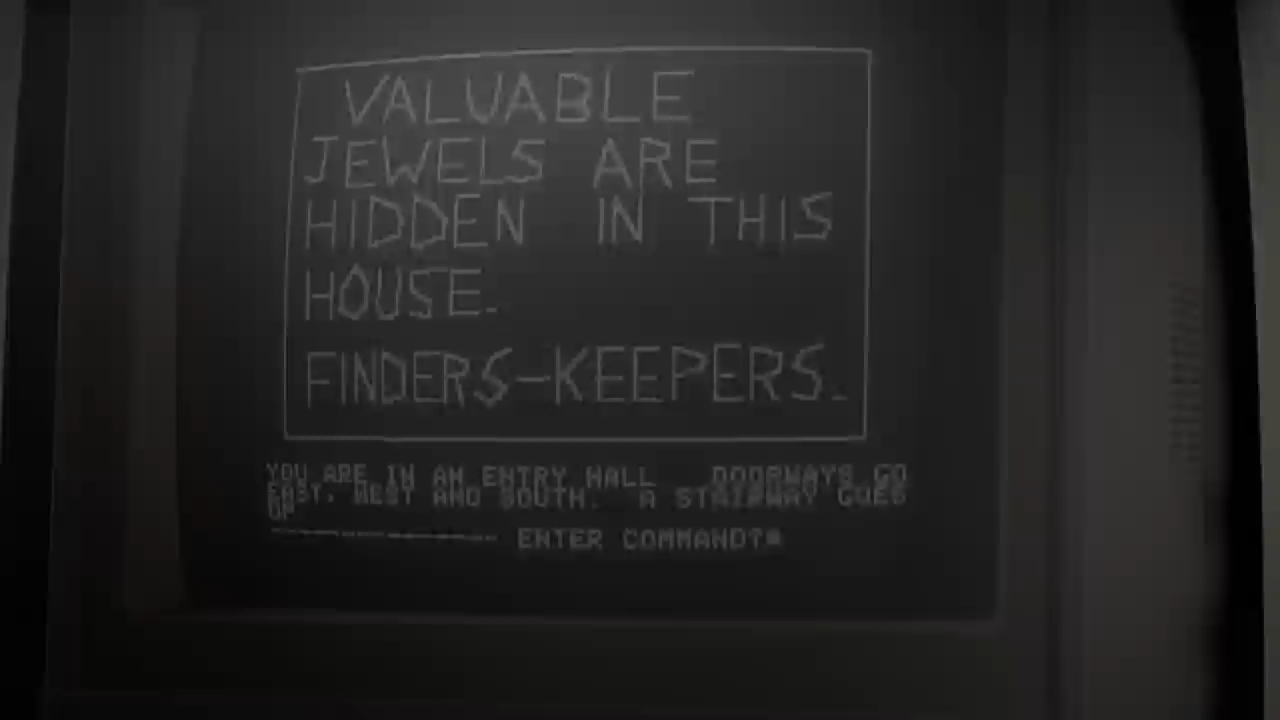 VALUABLE
JEWELS ARE
HIDDEN IN THIS
HOUSE.
FINDERS-KEEPERS.
YOU ARE IN AN ENTRY HALL DOORWAYS GO
EAST, WEST AND SOUTH. A STAIRWAY GOES
UP
---------------- ENTER COMMAND?